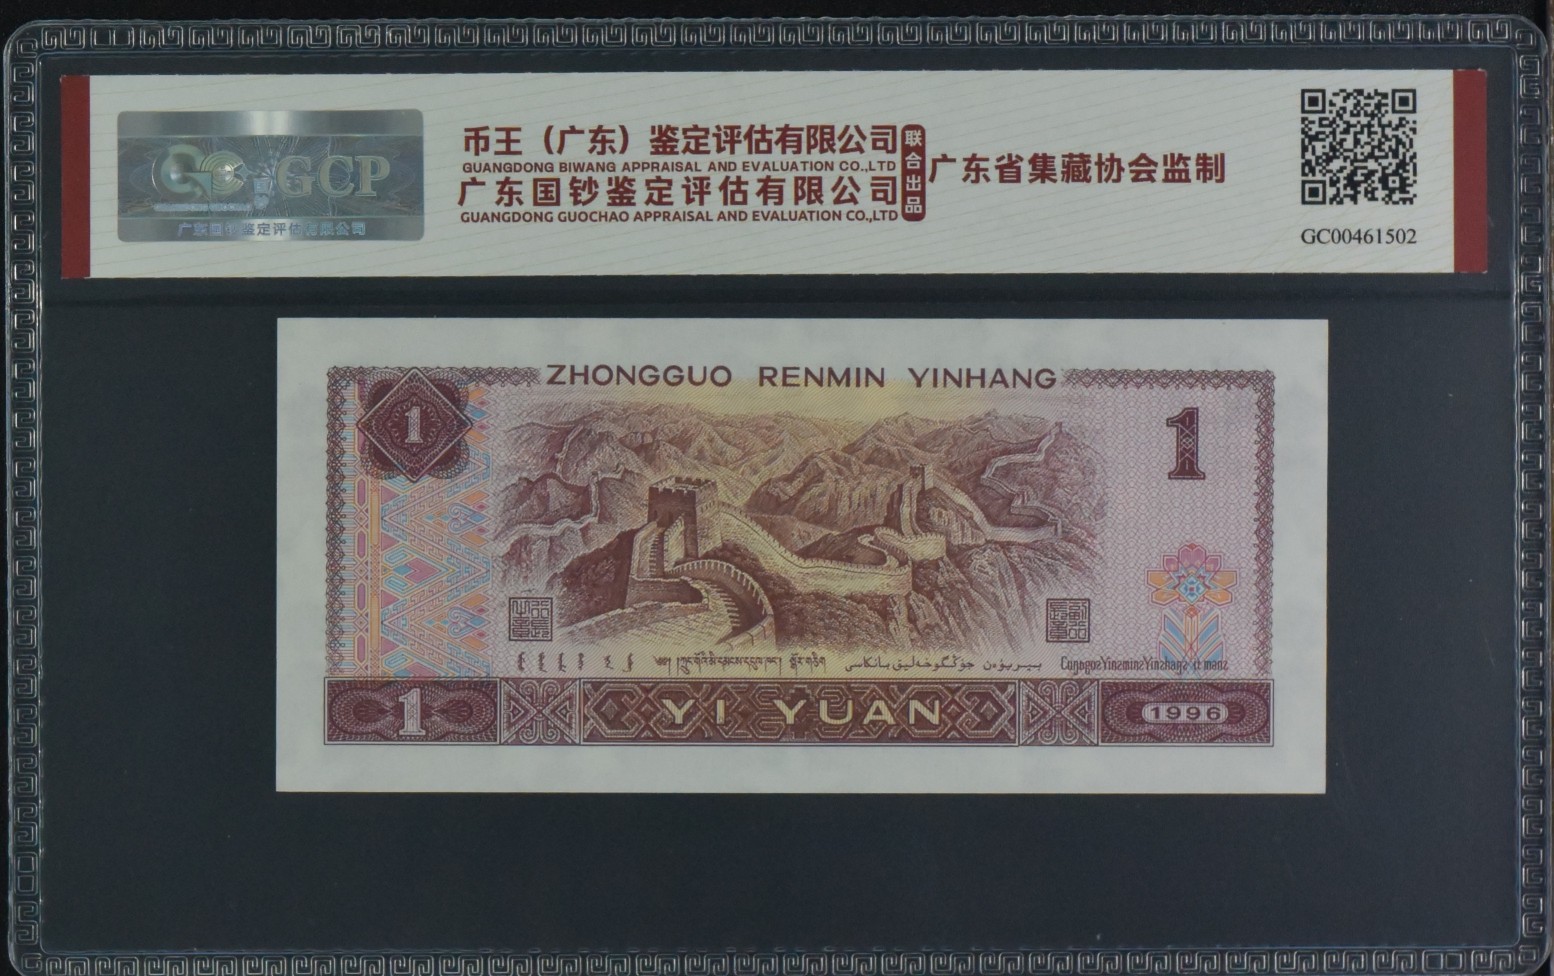 GCP
广东国钞鉴定评估有限公司
币王（广东）鉴定评估有限公司
GUANGDONG BIWANG APPRAISAL AND EVALUATION CO.,LTD
广东国钞鉴定评估有限公司
GUANGDONG GUOCHAO APPRAISAL AND EVALUATION CO.,LTD
联合出品
广东省集藏协会监制
GC00461502
ZHONGGUO RENMIN YINHANG
1
1
1
YI YUAN
1996